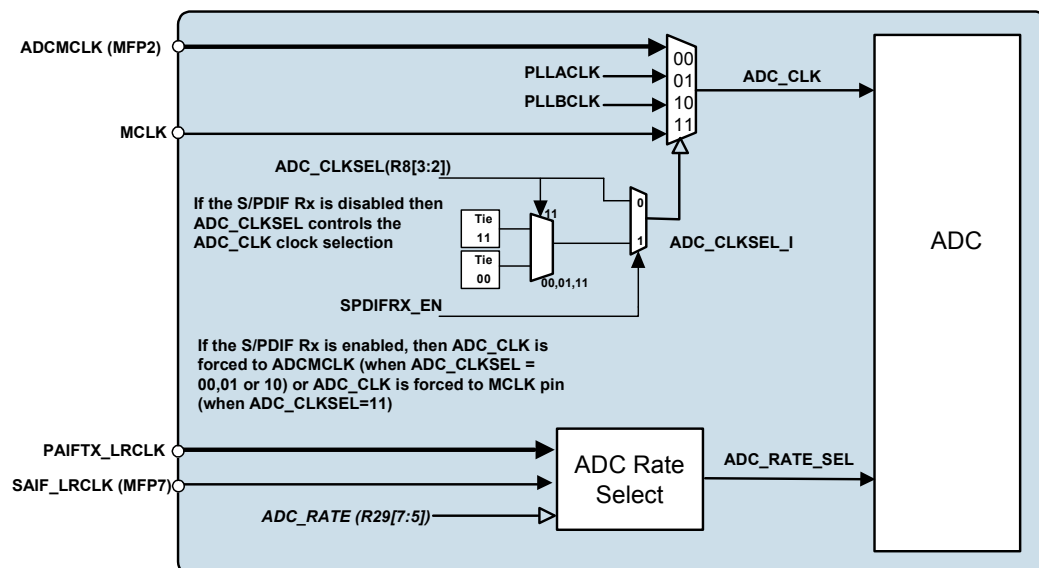 ADCMCLK (MFP2)
PLLACLK
PLLBCLK
MCLK
00
01
10
11
ADC_CLK
ADC_CLKSEL(R8[3:2])
If the S/PDIF Rx is disabled then
ADC_CLKSEL controls the
ADC_CLK clock selection
Tie
11
Tie
00
11
00,01,11
0
1
ADC_CLKSEL_I
SPDIFRX_EN
ADC
If the S/PDIF Rx is enabled, then ADC_CLK is
forced to ADCMCLK (when ADC_CLKSEL =
00,01 or 10) or ADC_CLK is forced to MCLK pin
(when ADC_CLKSEL=11)
PAIFTX_LRCLK
SAIF_LRCLK (MFP7)
ADC_RATE (R29[7:5])
ADC Rate
Select
ADC_RATE_SEL